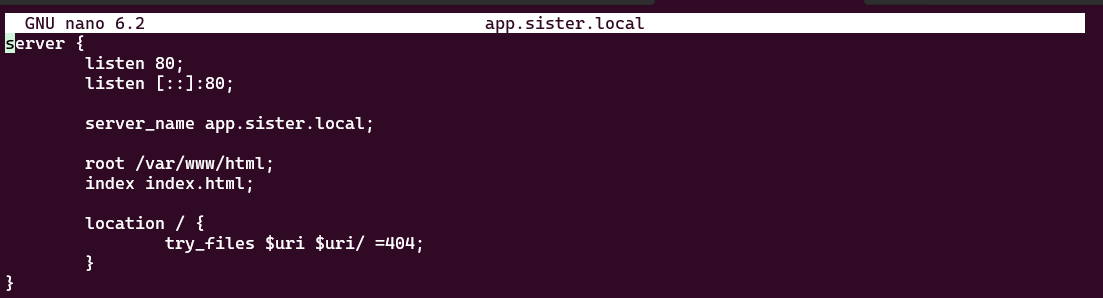 GNU nano 6.2 app.sister.local
server {
listen 80;
listen [::]:80;
server_name app.sister.local;
root /var/www/html;
index index.html;
location / {
try_files $uri $uri/ =404;
}
}